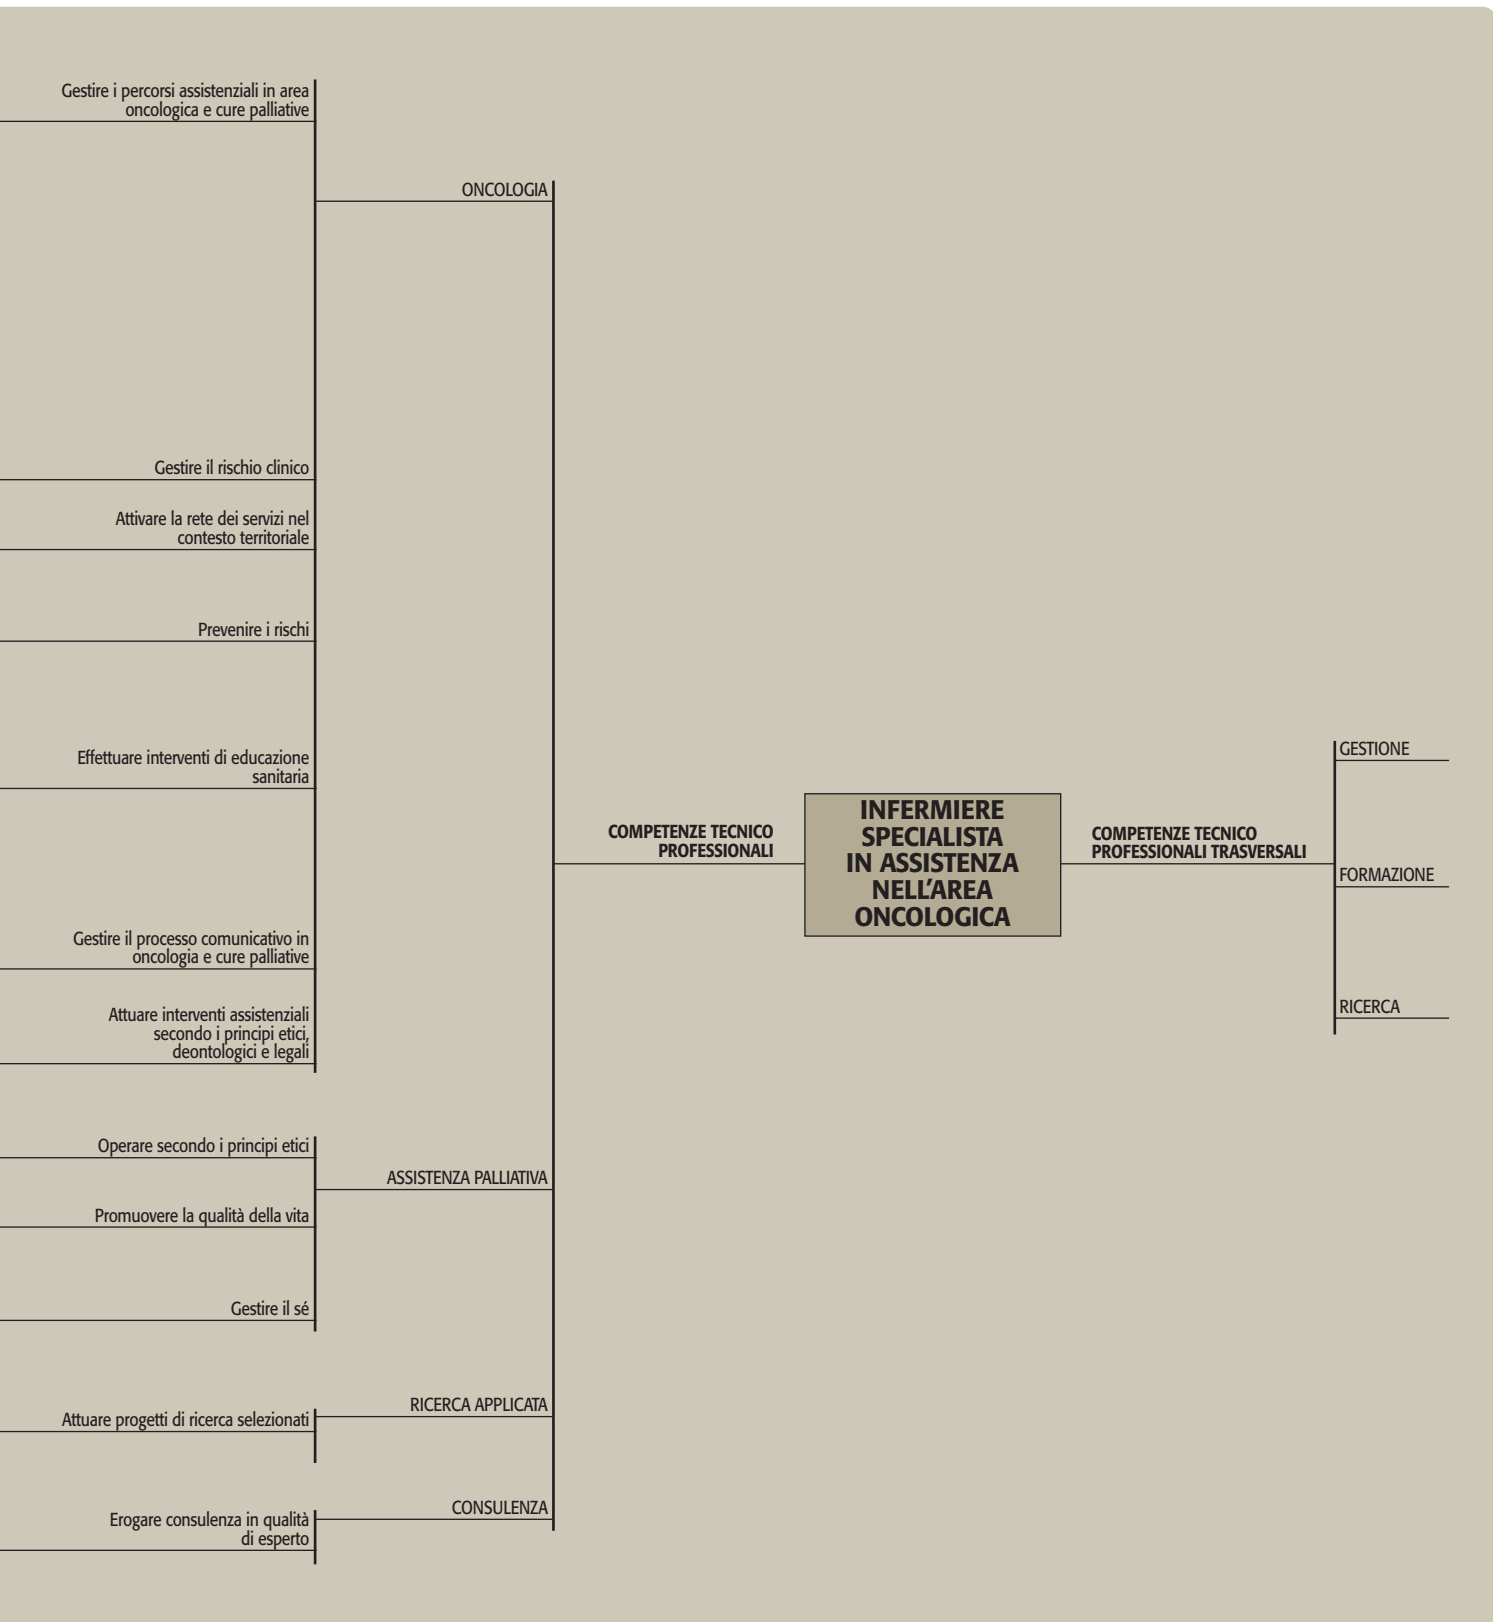 Gestire i percorsi assistenziali in area
oncologica e cure palliative
ONCOLOGIA
Gestire il rischio clinico
Attivare la rete dei servizi nel
contesto territoriale
Prevenire i rischi
Effettuare interventi di educazione
sanitaria
Gestire il processo comunicativo in
oncologia e cure palliative
Attuare interventi assistenziali
secondo i principi etici,
deontologici e legali
Operare secondo i principi etici
ASSISTENZA PALLIATIVA
Promuovere la qualità della vita
Gestire il sé
RICERCA APPLICATA
Attuare progetti di ricerca selezionati
CONSULENZA
Erogare consulenza in qualità
di esperto
COMPETENZE TECNICO
PROFESSIONALI
INFERMIERE
SPECIALISTA
IN ASSISTENZA
NELL'AREA
ONCOLOGICA
COMPETENZE TECNICO
PROFESSIONALI TRASVERSALI
GESTIONE
FORMAZIONE
RICERCA